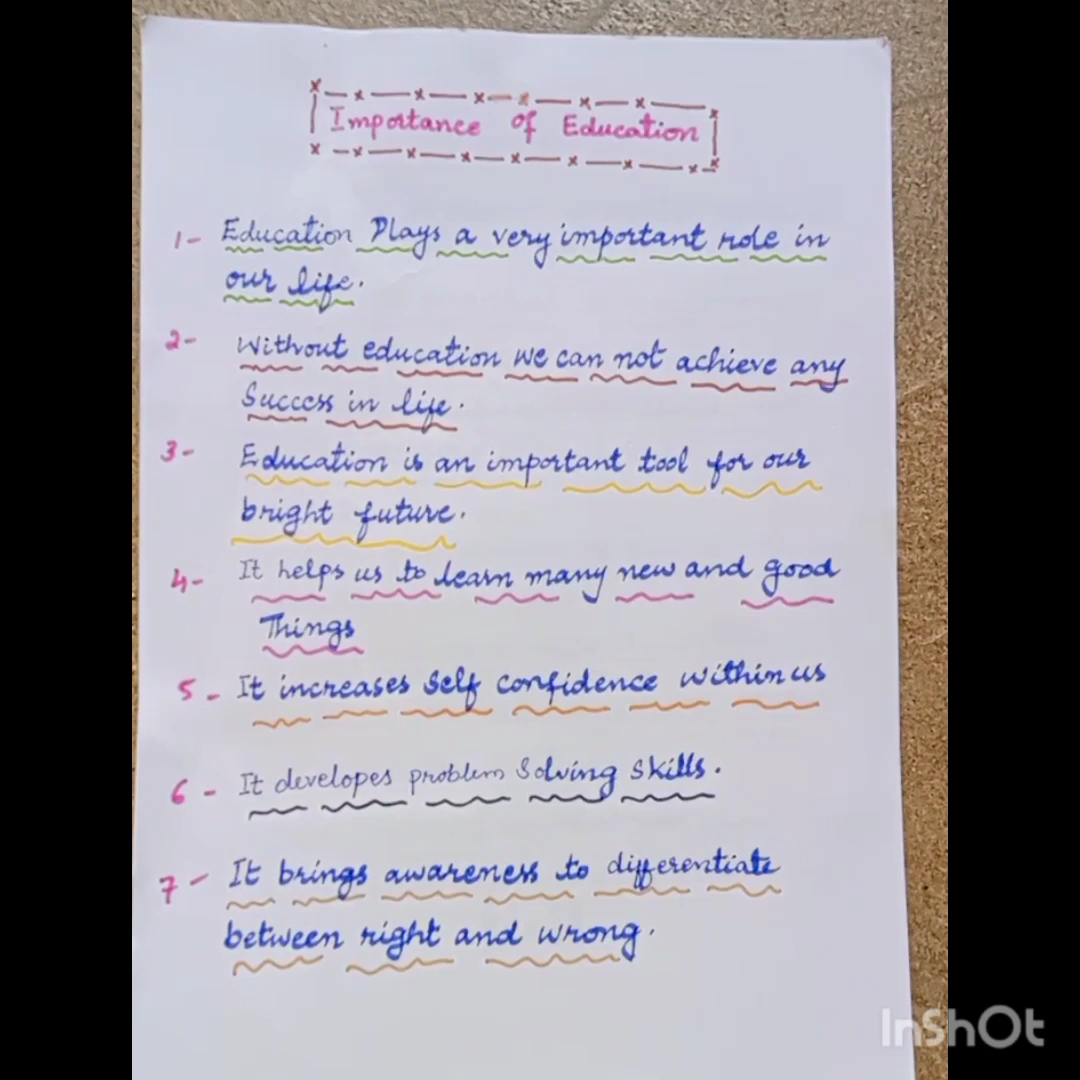 Importance of Education
1- Education Plays a very important role in
our life.
2- Without education we can not achieve any
Success in life.
3- Education is an important tool for our
bright future.
4- It helps us to learn many new and good
Things
5- It increases self confidence within us
6- It developes problem solving skills.
7- It brings awareness to differentiate
between right and wrong.
InShOt